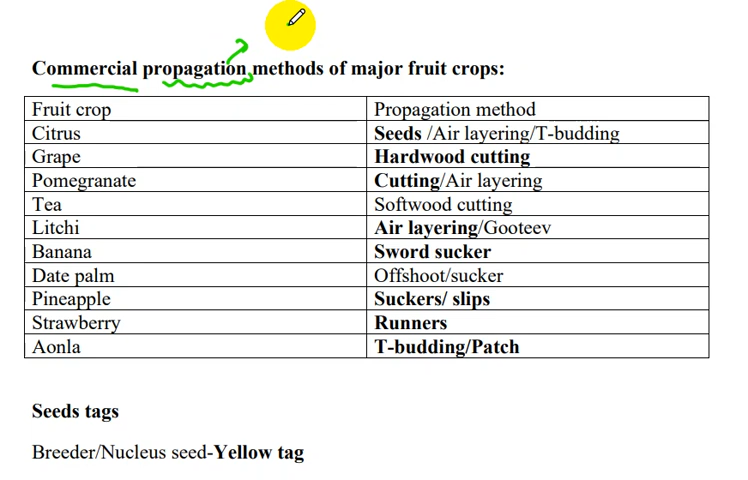 Commercial propagation methods of major fruit crops:
Fruit crop Propagation method
Citrus Seeds /Air layering/T-budding
Grape Hardwood cutting
Pomegranate Cutting/Air layering
Tea Softwood cutting
Litchi Air layering/Gooteev
Banana Sword sucker
Date palm Offshoot/sucker
Pineapple Suckers/ slips
Strawberry Runners
Aonla T-budding/Patch
Seeds tags
Breeder/Nucleus seed-Yellow tag